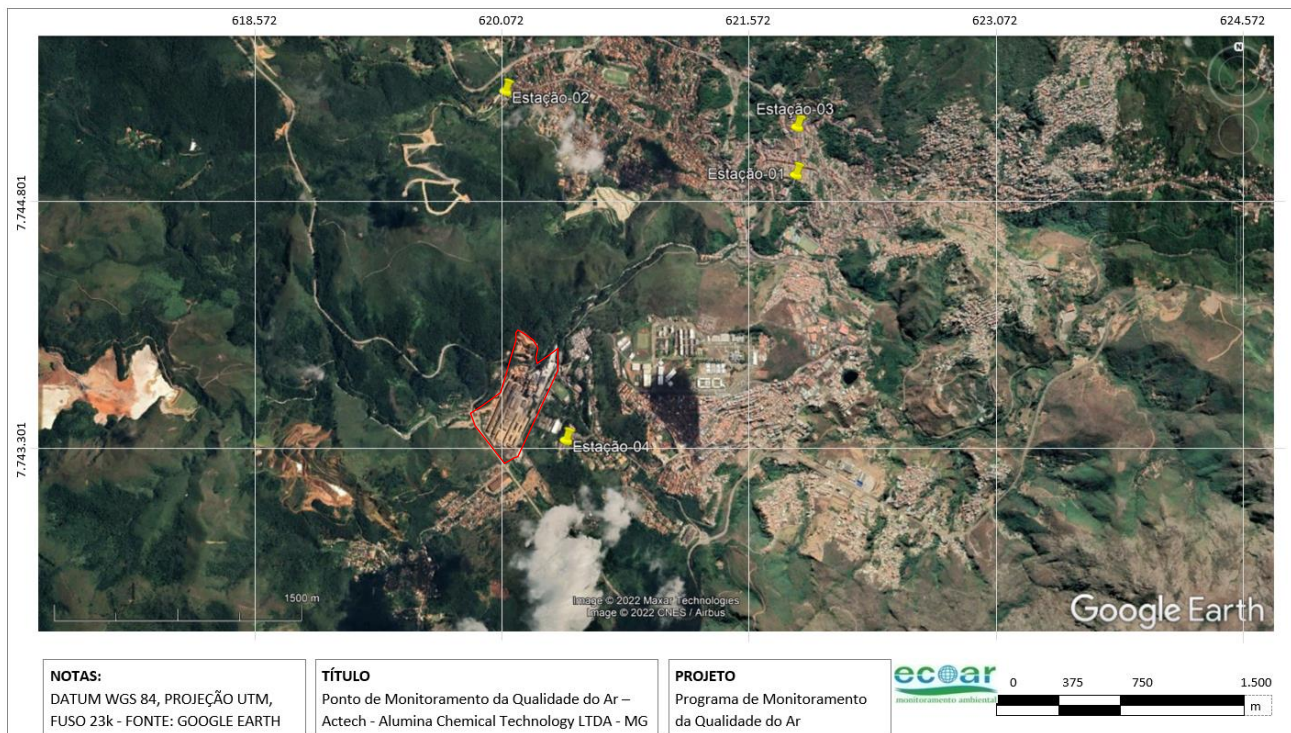 618.572
620.072
621.572
623.072
624.572
N
Estação-02
Estação-03
Estação-01
7.744.801
7.743.301
Estação-04
1500 m
Image © 2022 Maxar Technologies
Image © 2022 CNES / Airbus
Google Earth
NOTAS:
DATUM WGS 84, PROJEÇÃO UTM,
FUSO 23k - FONTE: GOOGLE EARTH
TÍTULO
Ponto de Monitoramento da Qualidade do Ar –
Actech - Alumina Chemical Technology LTDA - MG
PROJETO
Programa de Monitoramento
da Qualidade do Ar
ecoar
monitoramento ambiental
0 375 750 1.500
m